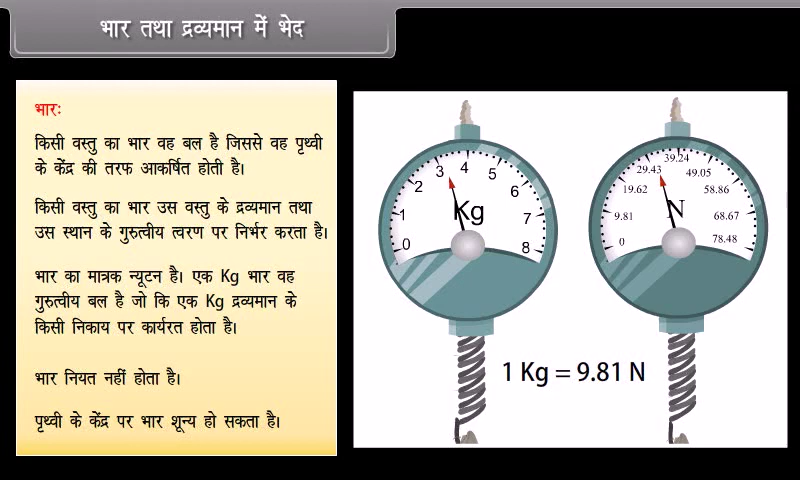 भार तथा द्रव्यमान में भेद
भारः
किसी वस्तु का भार वह बल है जिससे वह पृथ्वी
के केंद्र की तरफ आकर्षित होती है।
किसी वस्तु का भार उस वस्तु के द्रव्यमान तथा
उस स्थान के गुरुत्वीय त्वरण पर निर्भर करता है।
भार का मात्रक न्यूटन है। एक Kg भार वह
गुरुत्वीय बल है जो कि एक Kg द्रव्यमान के
किसी निकाय पर कार्यरत होता है।
भार नियत नहीं होता है।
पृथ्वी के केंद्र पर भार शून्य हो सकता है।
0
1
2
3
4
5
6
7
8
Kg
0
9.81
19.62
29.43
39.24
49.05
58.86
68.67
78.48
N
1 Kg = 9.81 N